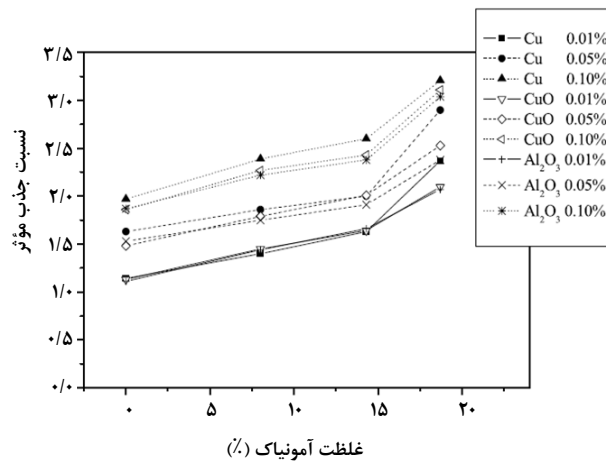 Cu 0.01%
Cu 0.05%
Cu 0.10%
CuO 0.01%
CuO 0.05%
CuO 0.10%
Al₂O₃ 0.01%
Al₂O₃ 0.05%
Al₂O₃ 0.10%
۳/۵
۳/۰
۲/۵
۲/۰
۱/۵
۱/۰
۰/۵
۰/۰
نسبت جذب مؤثر
۰ ۵ ۱۰ ۱۵ ۲۰
غلظت آمونیاک (٪)